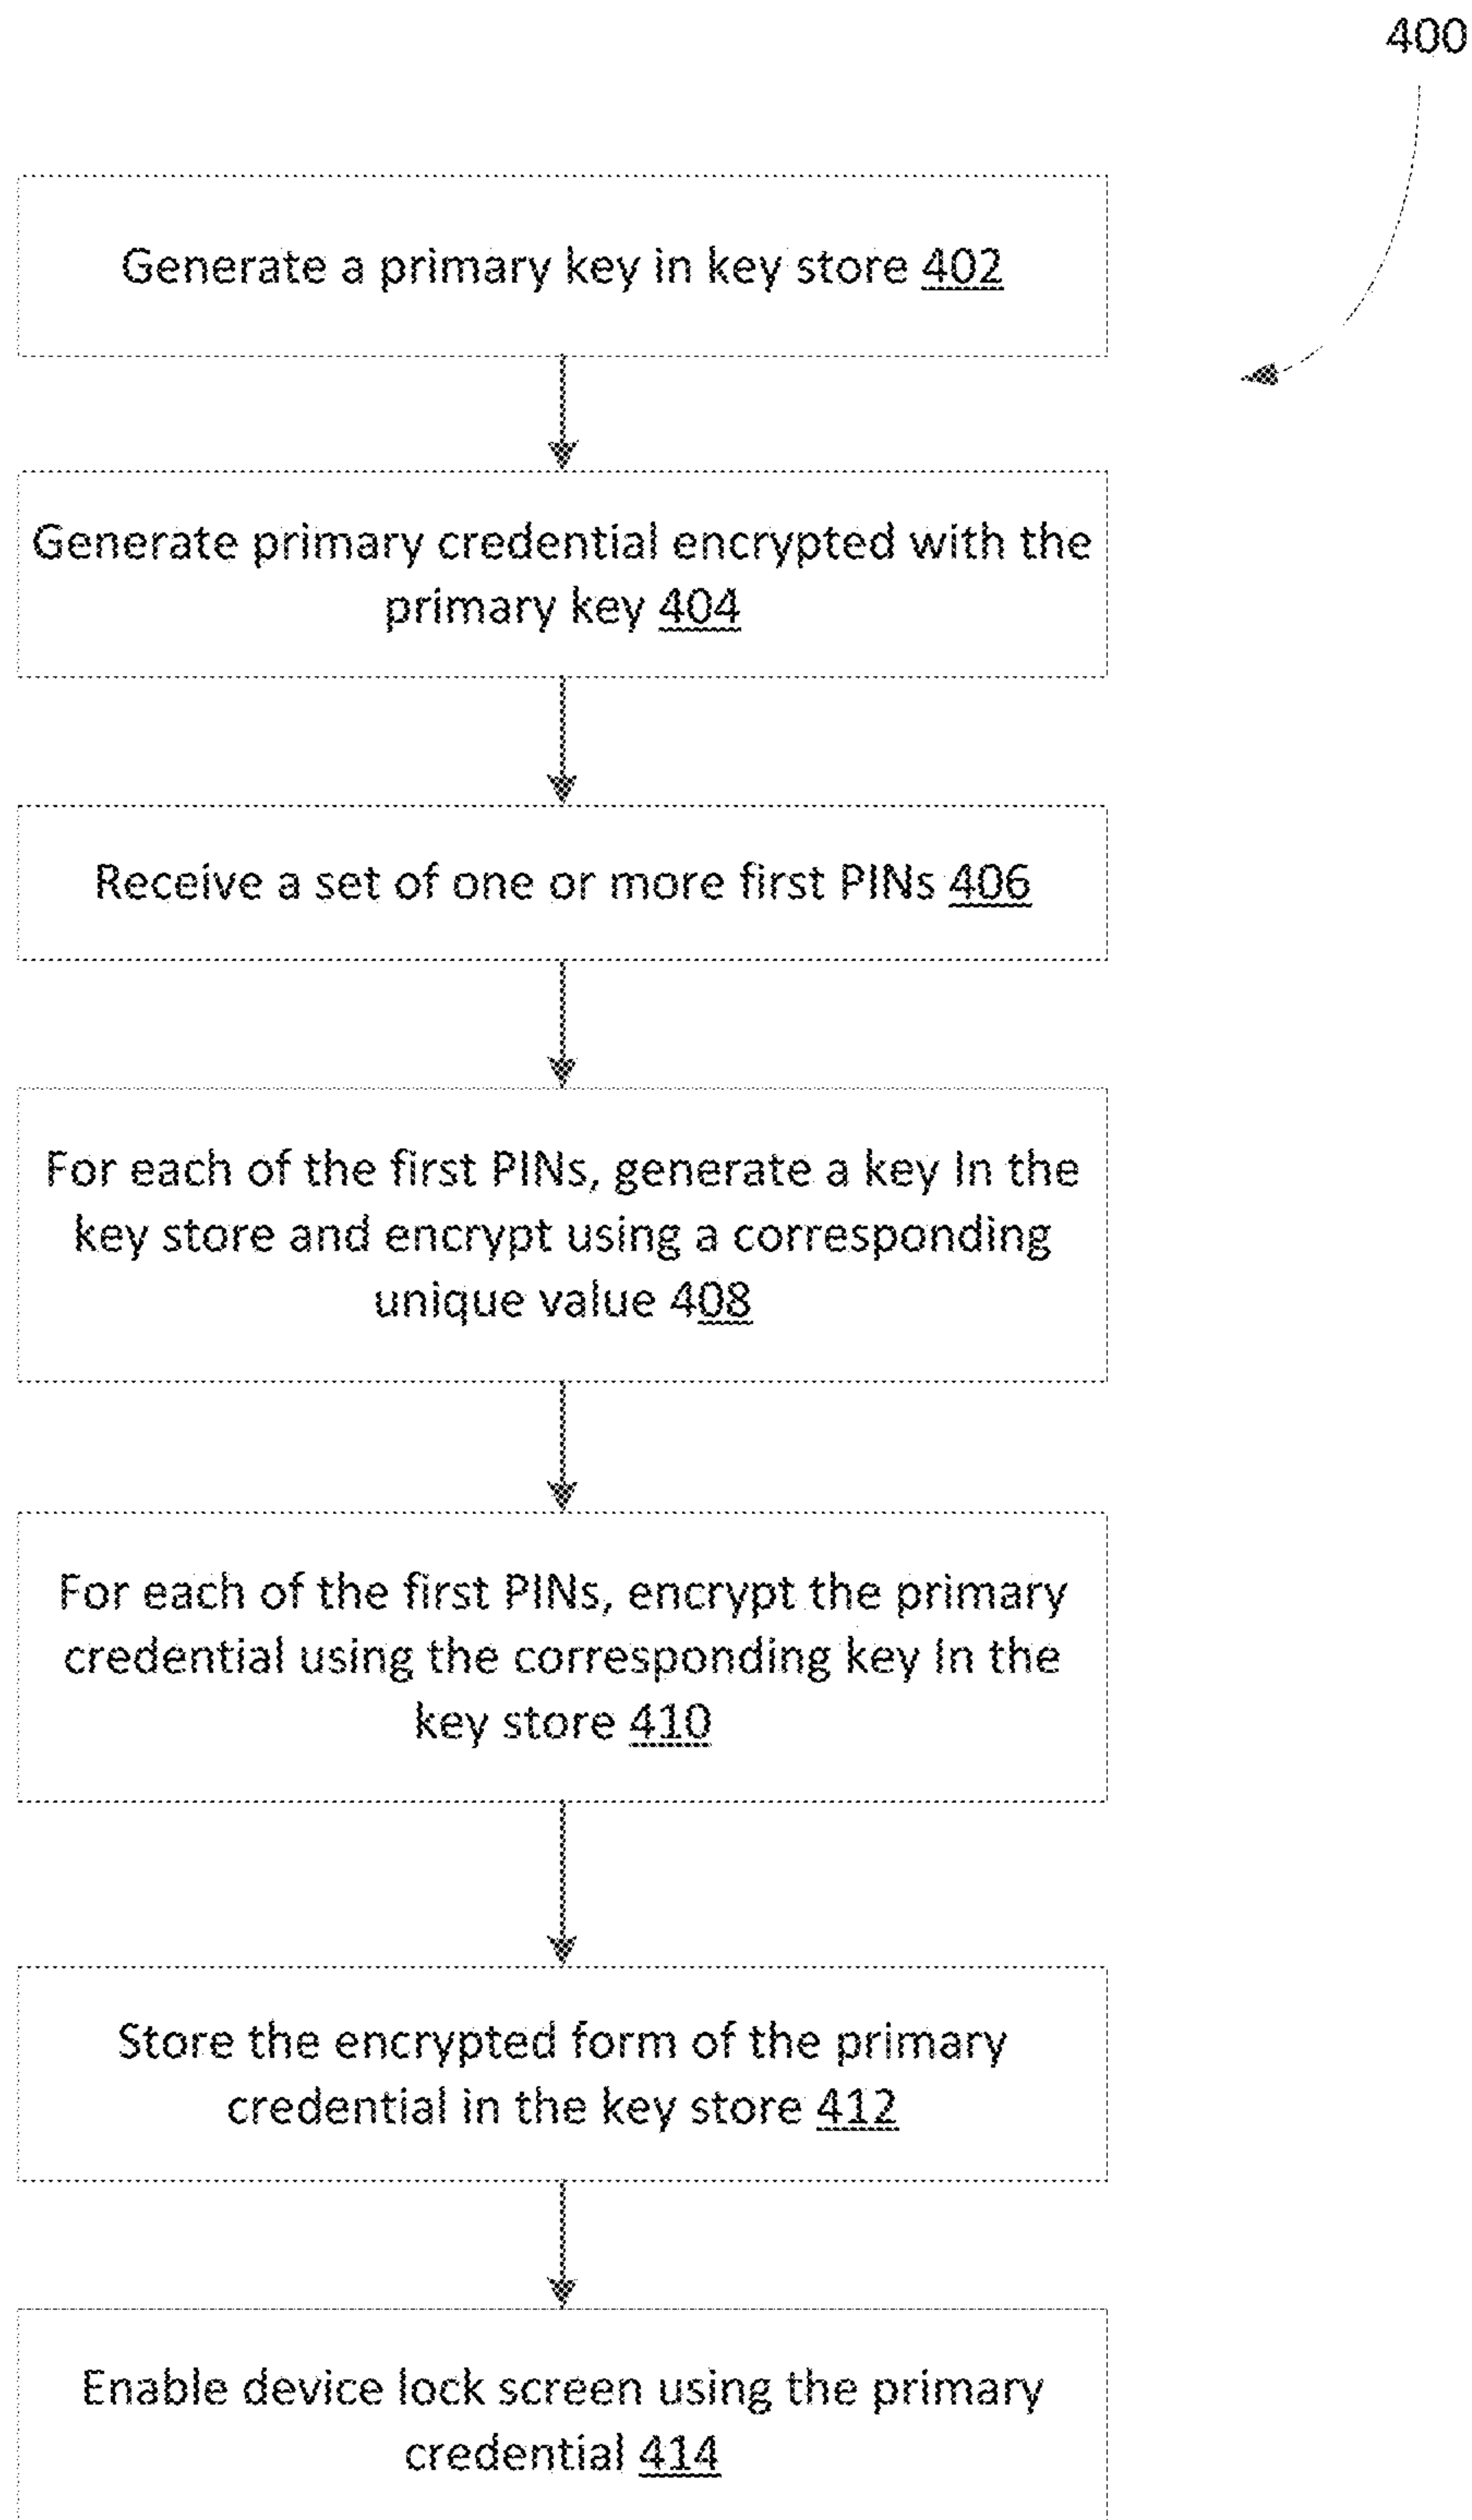 400
Generate a primary key in key store 402
Generate primary credential encrypted with the
primary key 404
Receive a set of one or more first PINs 406
For each of the first PINs, generate a key In the
key store and encrypt using a corresponding
unique value 408
For each of the first PINs, encrypt the primary
credential using the corresponding key In the
key store 410
Store the encrypted form of the primary
credential in the key store 412
Enable device lock screen using the primary
credential 414